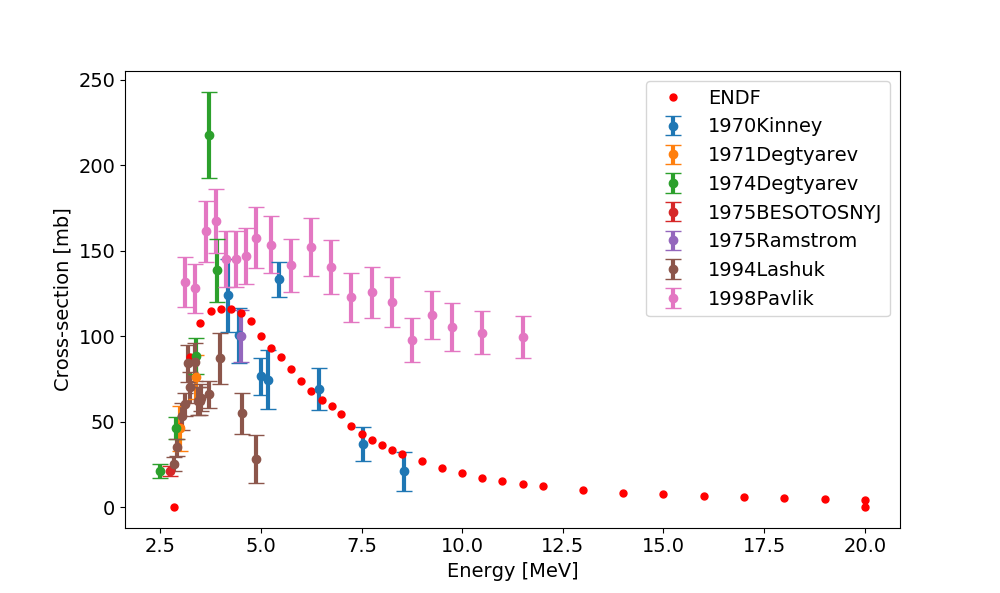 250
200
150
100
50
0
Cross-section [mb]
2.5 5.0 7.5 10.0 12.5 15.0 17.5 20.0
Energy [MeV]
ENDF
1970Kinney
1971Degtyarev
1974Degtyarev
1975BESOTOSNYJ
1975Ramstrom
1994Lashuk
1998Pavlik